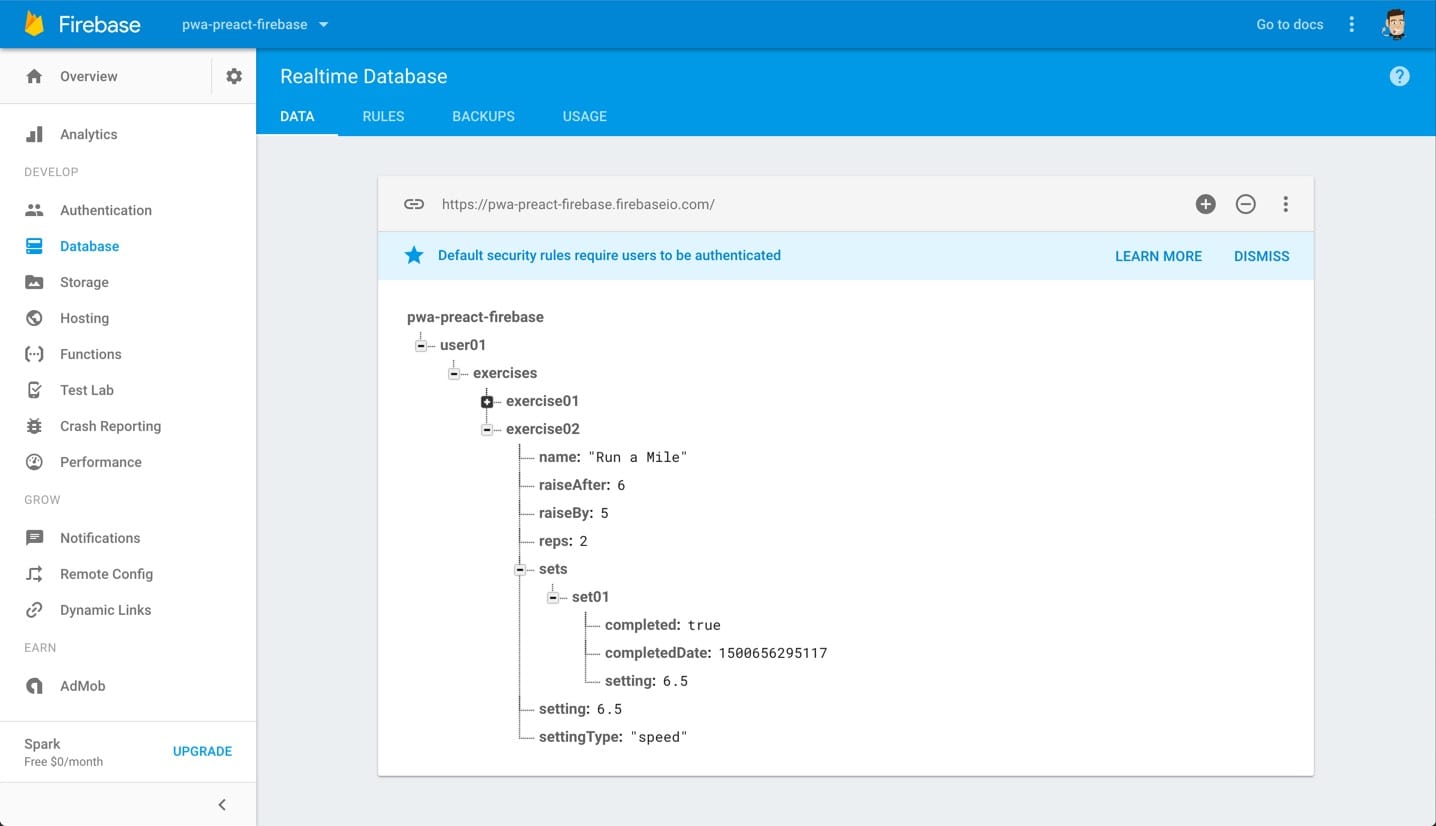 Firebase
pwa-preact-firebase
Go to docs
Overview
Realtime Database
?
DATA RULES BACKUPS USAGE
Analytics
DEVELOP
Authentication
Database
Storage
Hosting
Functions
Test Lab
Crash Reporting
Performance
GROW
Notifications
Remote Config
Dynamic Links
EARN
AdMob
Spark
Free $0/month
UPGRADE
https://pwa-preact-firebase.firebaseio.com/
Default security rules require users to be authenticated LEARN MORE DISMISS
pwa-preact-firebase
user01
exercises
exercise01
exercise02
name: "Run a Mile"
raiseAfter: 6
raiseBy: 5
reps: 2
sets
set01
completed: true
completedDate: 1500656295117
setting: 6.5
setting: 6.5
settingType: "speed"